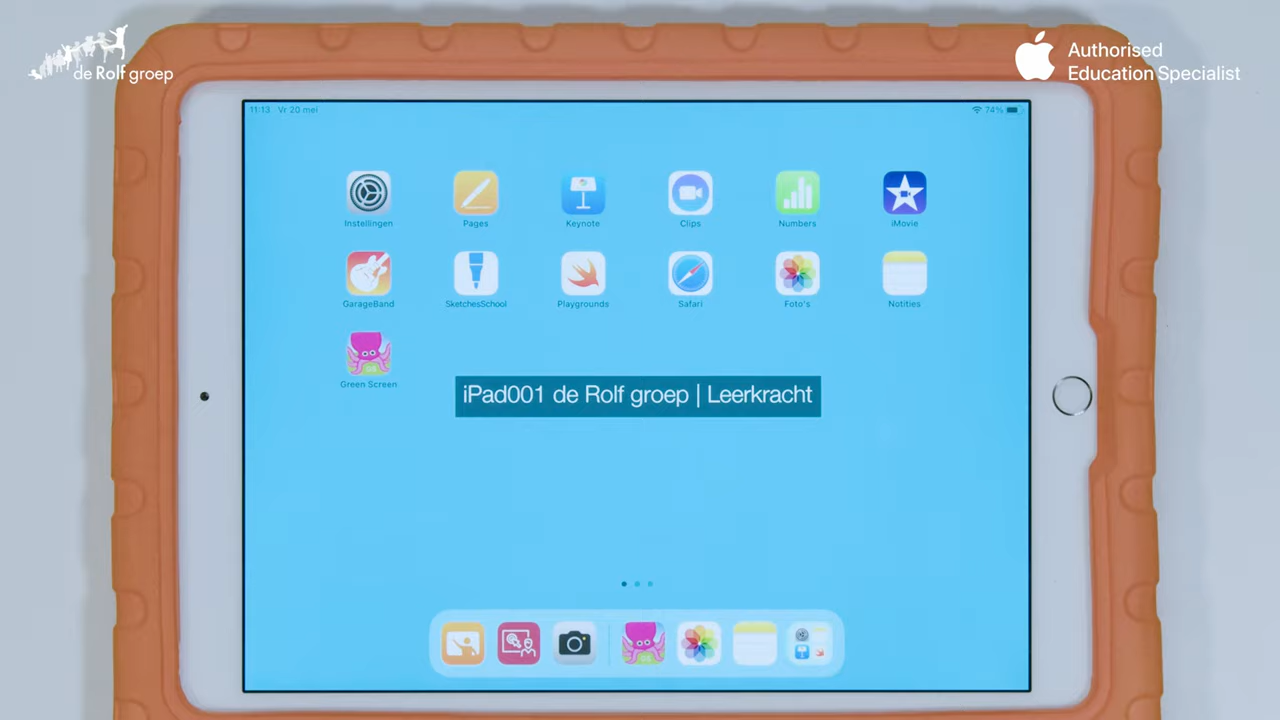 de Rolf groep
Authorised
Education Specialist
11:13 Vr 20 mei
74%
Instellingen
Pages
Keynote
Clips
Numbers
iMovie
GarageBand
SketchesSchool
Playgrounds
Safari
Foto's
Notities
Green Screen
iPad001 de Rolf groep | Leerkracht